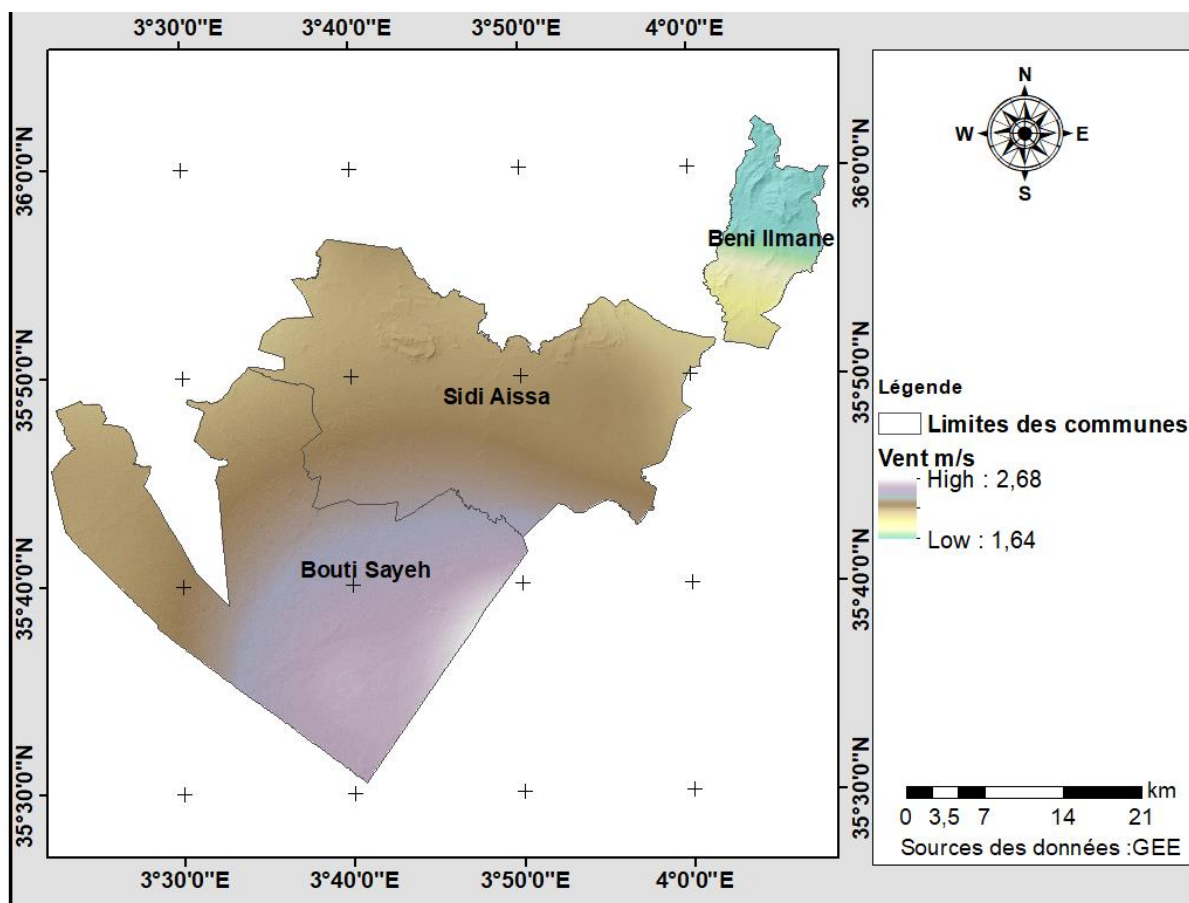 3°30'0"E 3°40'0"E 3°50'0"E 4°0'0"E
36°0'0"N
35°50'0"N
35°40'0"N
35°30'0"N
Beni Ilmane
Sidi Aissa
Bouti Sayeh
36°0'0"N
35°50'0"N
35°40'0"N
35°30'0"N
3°30'0"E 3°40'0"E 3°50'0"E 4°0'0"E
N
W E
S
Légende
Limites des communes
Vent m/s
High : 2,68
Low : 1,64
km
0 3,5 7 14 21
Sources des données :GEE